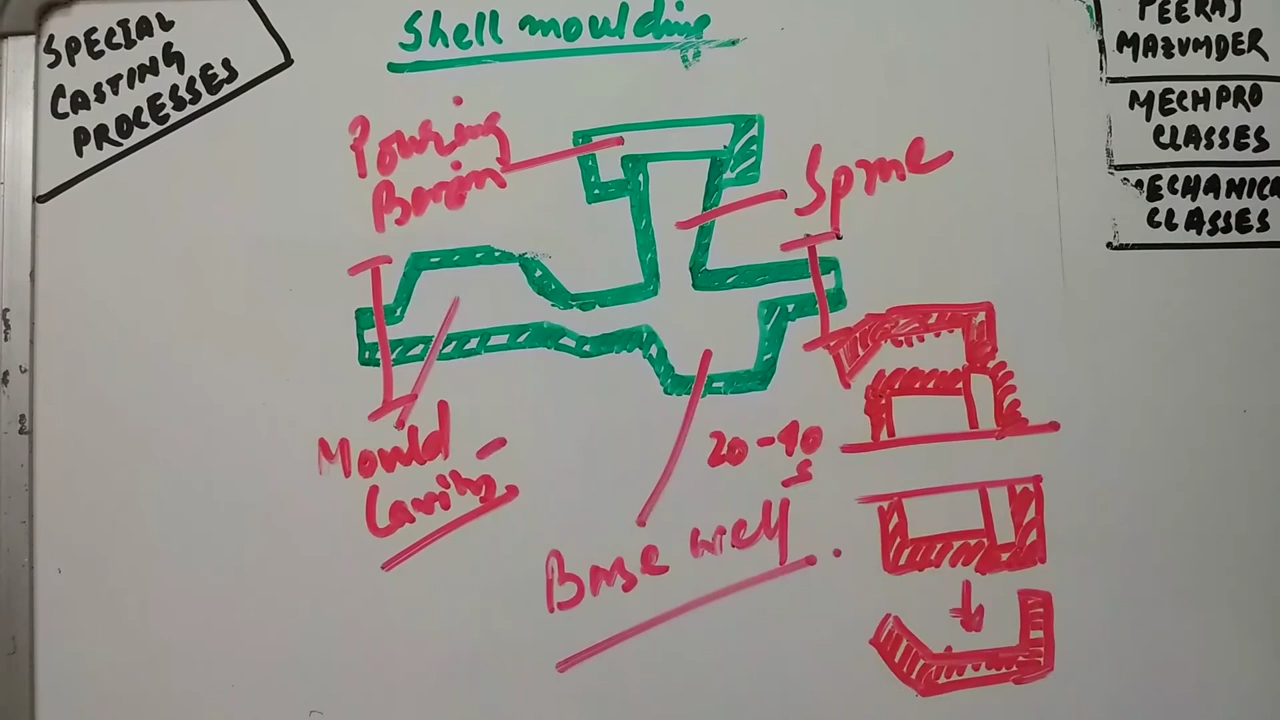 SPECIAL
CASTING
PROCESSES
Shell moulding
PEERAJ
MAZUMDER
MECHPRO
CLASSES
MECHANICA
CLASSES
Pouring
Basin
Sprue
Mould
Cavity
20-40
s
Base well